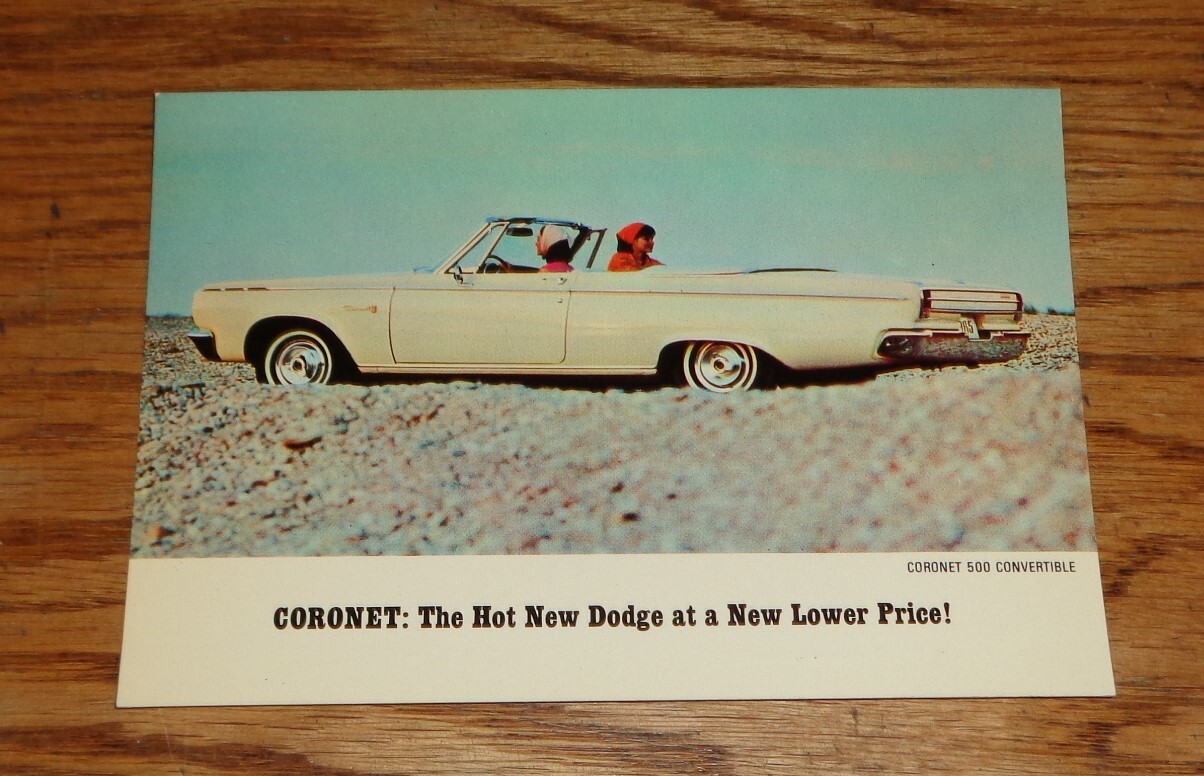 CORONET 500 CONVERTIBLE
CORONET: The Hot New Dodge at a New Lower Price!